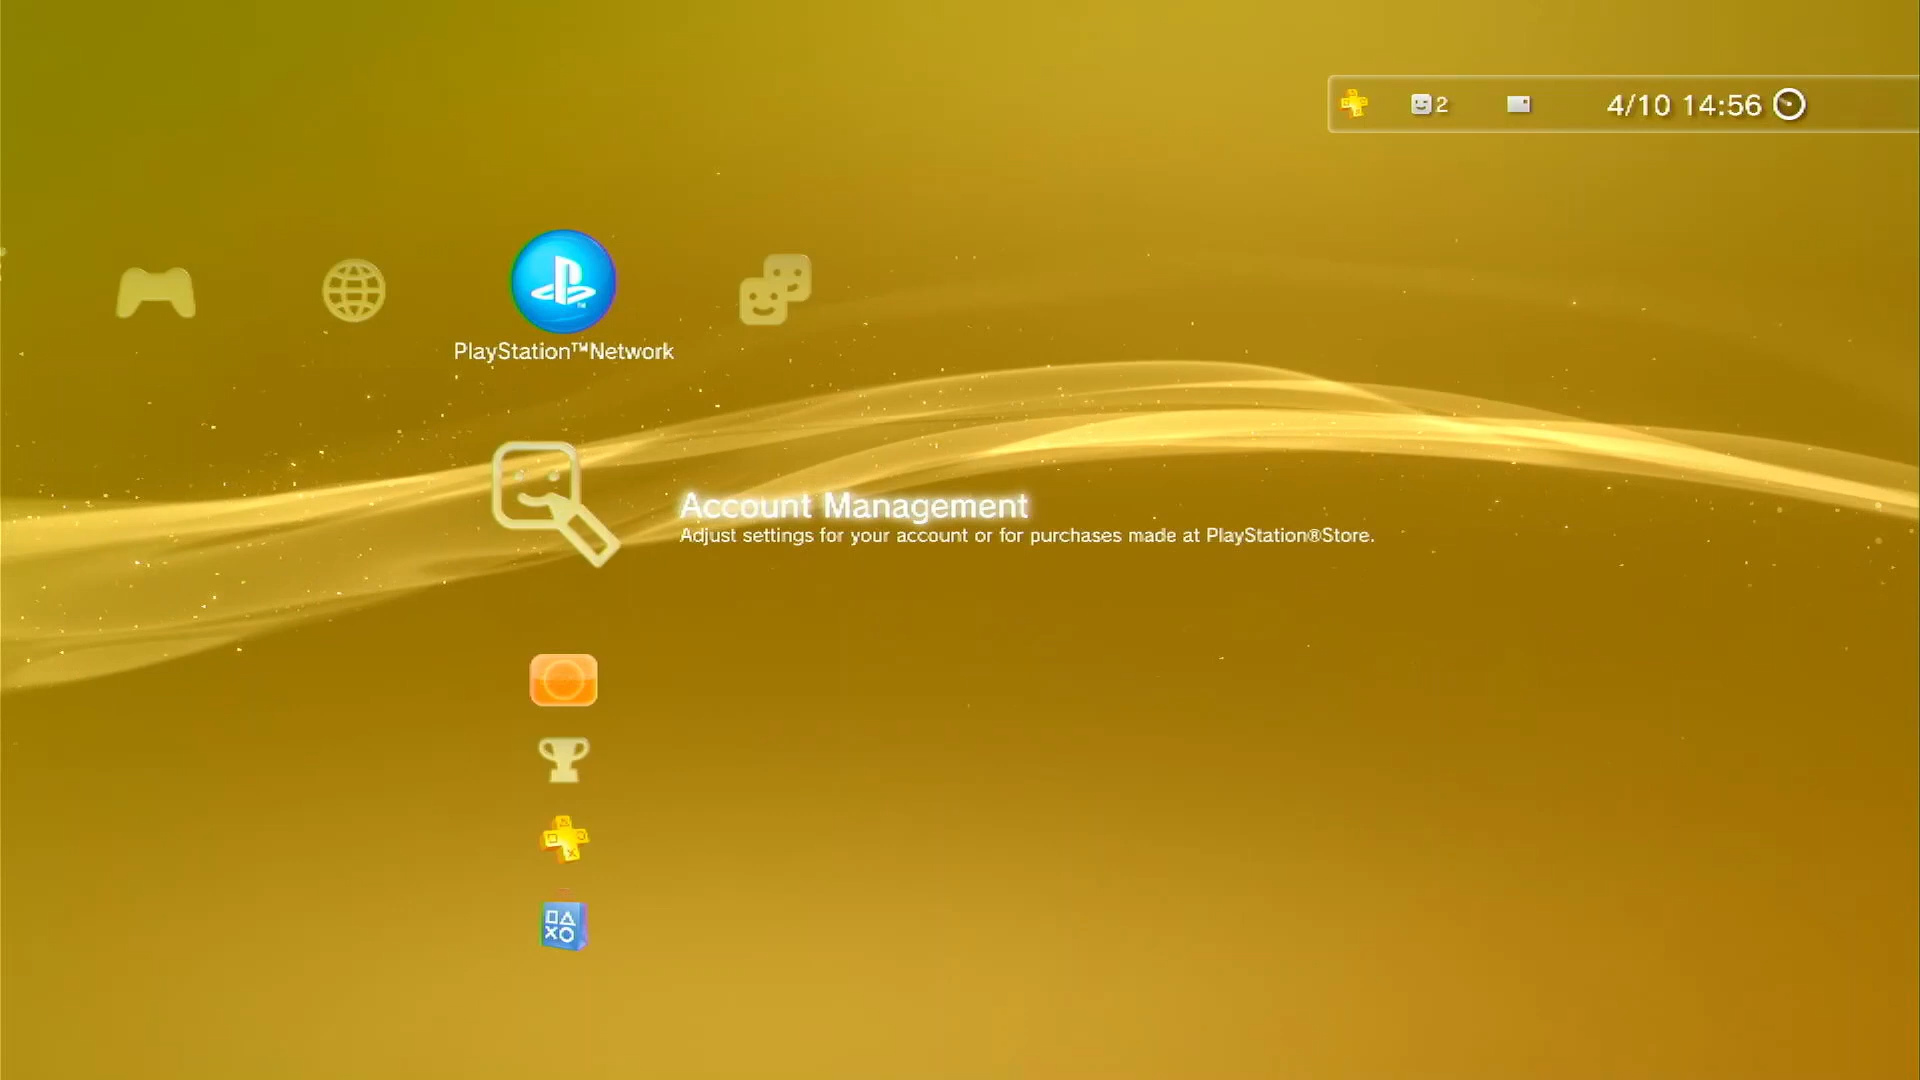 2
4/10 14:56
PlayStation™Network
Account Management
Adjust settings for your account or for purchases made at PlayStation®Store.